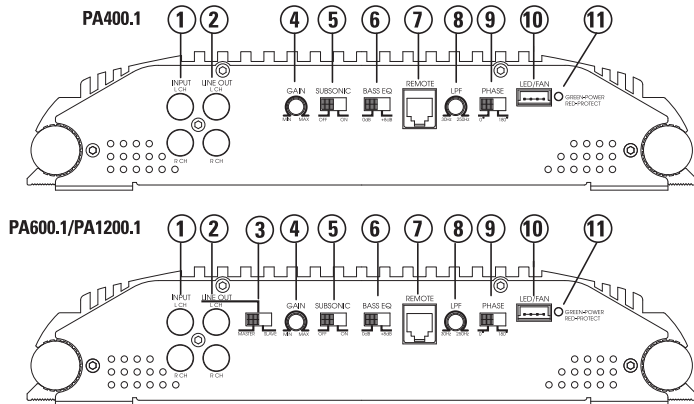 PA400.1
1 2 4 5 6 7 8 9 10 11
INPUT LINE OUT GAIN SUBSONIC BASS EQ REMOTE LPF PHASE LED/FAN
L CH L CH
GREEN-POWER
RED-PROTECT
MIN MAX OFF ON 0dB +8dB 30Hz 250Hz 0° 180°
R CH R CH
PA600.1/PA1200.1
1 2 3 4 5 6 7 8 9 10 11
INPUT LINE OUT GAIN SUBSONIC BASS EQ REMOTE LPF PHASE LED/FAN
L CH L CH
GREEN-POWER
RED-PROTECT
MASTER SLAVE MIN MAX OFF ON 0dB +8dB 30Hz 250Hz 0° 180°
R CH R CH